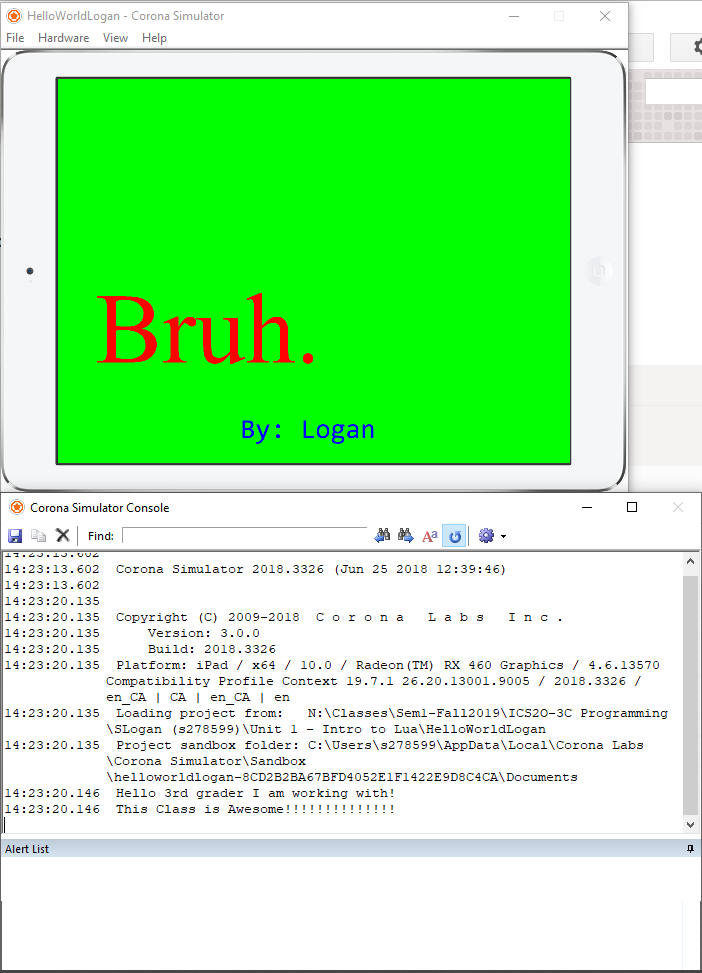 HelloWorldLogan - Corona Simulator
File Hardware View Help
Bruh.
By: Logan
Corona Simulator Console
Find:
14:23:13.602
14:23:13.602 Corona Simulator 2018.3326 (Jun 25 2018 12:39:46)
14:23:13.602
14:23:20.135
14:23:20.135 Copyright (C) 2009-2018 C o r o n a L a b s I n c .
14:23:20.135 Version: 3.0.0
14:23:20.135 Build: 2018.3326
14:23:20.135 Platform: iPad / x64 / 10.0 / Radeon(TM) RX 460 Graphics / 4.6.13570
Compatibility Profile Context 19.7.1 26.20.13001.9005 / 2018.3326 /
en_CA | CA | en_CA | en
14:23:20.135 Loading project from: N:\Classes\Sem1-Fall2019\ICS2O-3C Programming
\SLogan (s278599)\Unit 1 - Intro to Lua\HelloWorldLogan
14:23:20.135 Project sandbox folder: C:\Users\s278599\AppData\Local\Corona Labs
\Corona Simulator\Sandbox
\helloworldlogan-8CD2B2BA67BFD4052E1F1422E9D8C4CA\Documents
14:23:20.146 Hello 3rd grader I am working with!
14:23:20.146 This Class is Awesome!!!!!!!!!!!!!!
Alert List